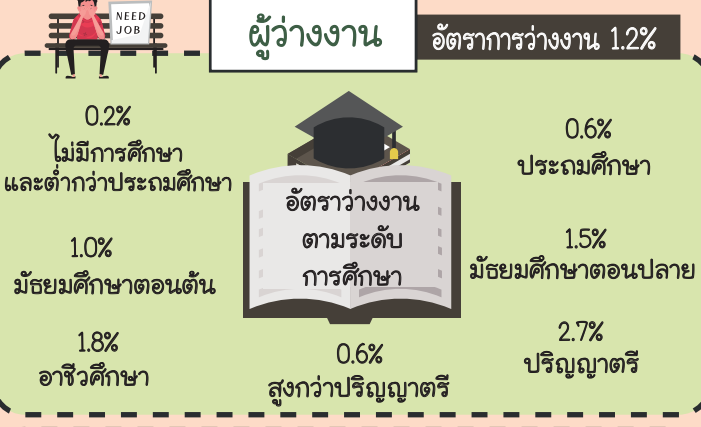 NEED
JOB
ผู้ว่างงาน
อัตราการว่างงาน 1.2%
0.2%
ไม่มีการศึกษา
และต่ำกว่าประถมศึกษา
0.6%
ประถมศึกษา
อัตราว่างงาน
ตามระดับ
การศึกษา
1.0%
มัธยมศึกษาตอนต้น
1.5%
มัธยมศึกษาตอนปลาย
1.8%
อาชีวศึกษา
0.6%
สูงกว่าปริญญาตรี
2.7%
ปริญญาตรี